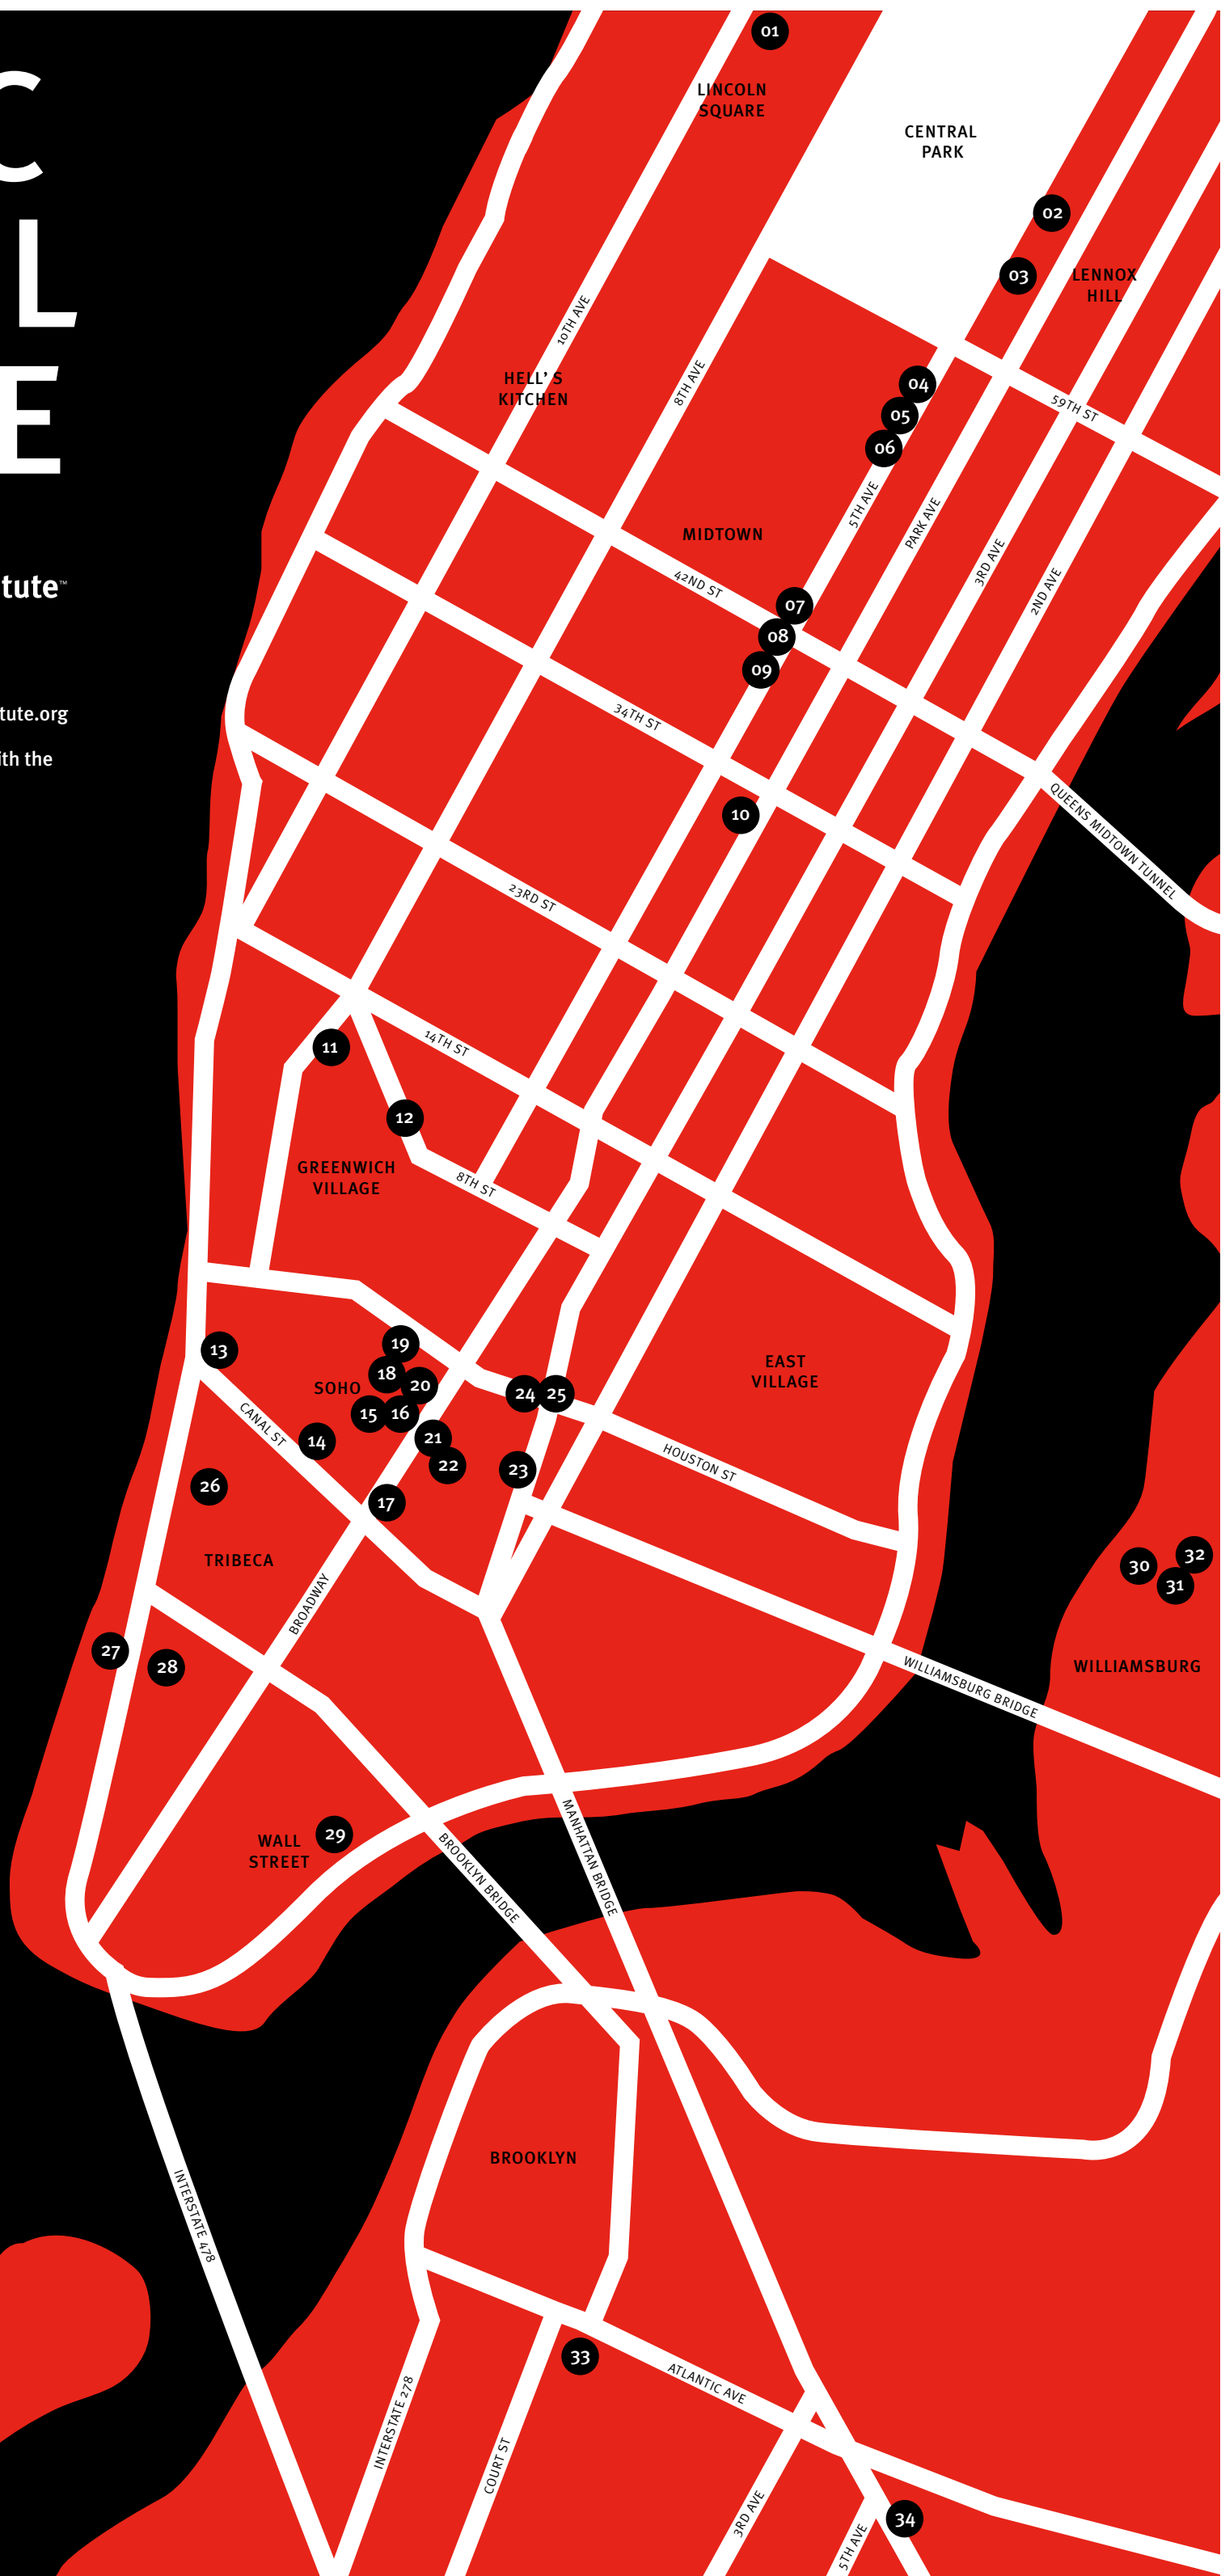 C
L
E
tute™
tute.org
ith the
01
LINCOLN
SQUARE
CENTRAL
PARK
02
03
LENNOX
HILL
10TH AVE
8TH AVE
HELL' S
KITCHEN
04
05
06
59TH ST
5TH AVE
PARK AVE
3RD AVE
2ND AVE
MIDTOWN
42ND ST
07
08
09
34TH ST
10
QUEENS MIDTOWN TUNNEL
23RD ST
14TH ST
11
12
GREENWICH
VILLAGE
8TH ST
13
19
18
20
SOHO
15
16
14
21
22
17
CANAL ST
24
25
23
EAST
VILLAGE
HOUSTON ST
26
TRIBECA
BROADWAY
27
28
30
32
31
WILLIAMSBURG
WILLIAMSBURG BRIDGE
29
WALL
STREET
BROOKLYN BRIDGE
MANHATTAN BRIDGE
BROOKLYN
INTERSTATE 478
33
ATLANTIC AVE
INTERSTATE 278
COURT ST
3RD AVE
5TH AVE
34